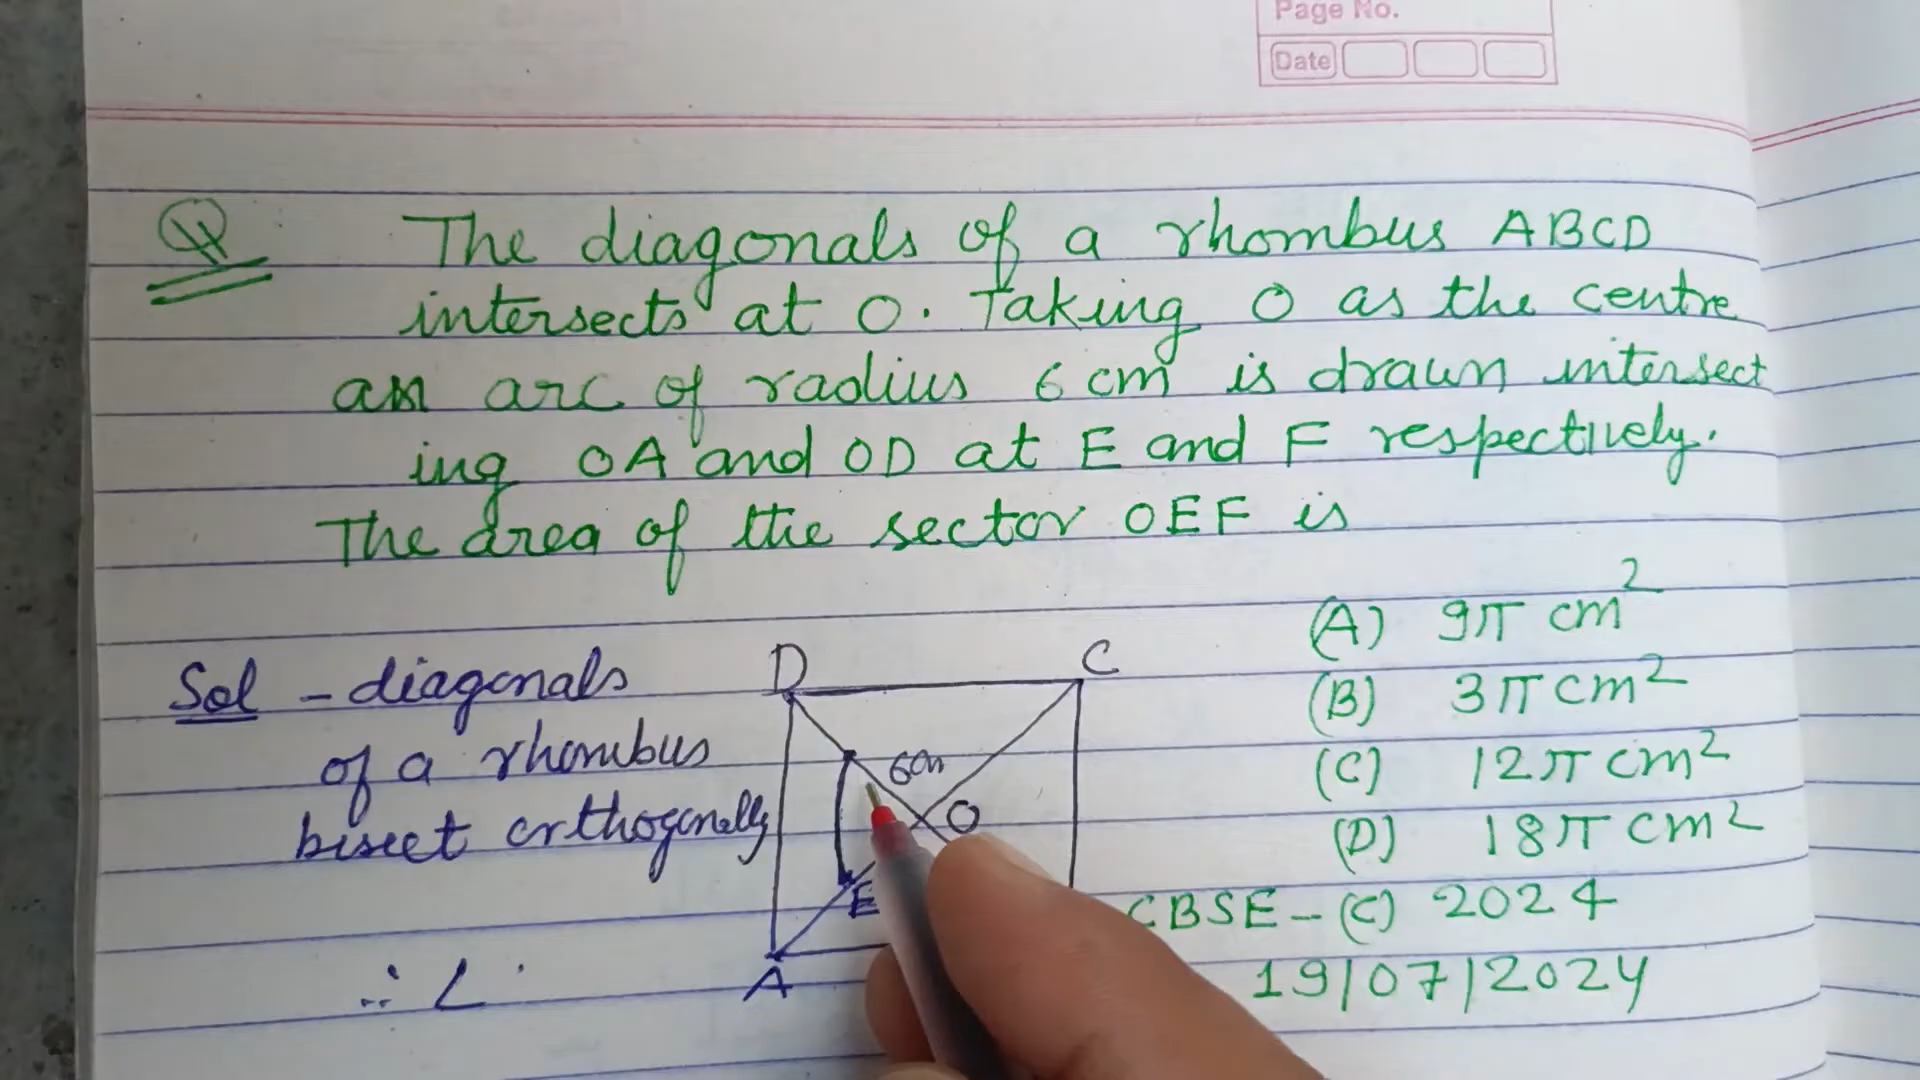 Page No.
Date
Q The diagonals of a rhombus ABCD
intersects at O. Taking O as the centre
an arc of radius 6 cm is drawn intersect
ing OA and OD at E and F respectively.
The area of the sector OEF is
(A) 9π cm²
(B) 3π cm²
(C) 12π cm²
(D) 18π cm²
CBSE - (C) 2024
19/07/2024
Sol - diagonals
of a rhombus
bisect orthogonally
∴ ∠
D C
6cm
O
E
A